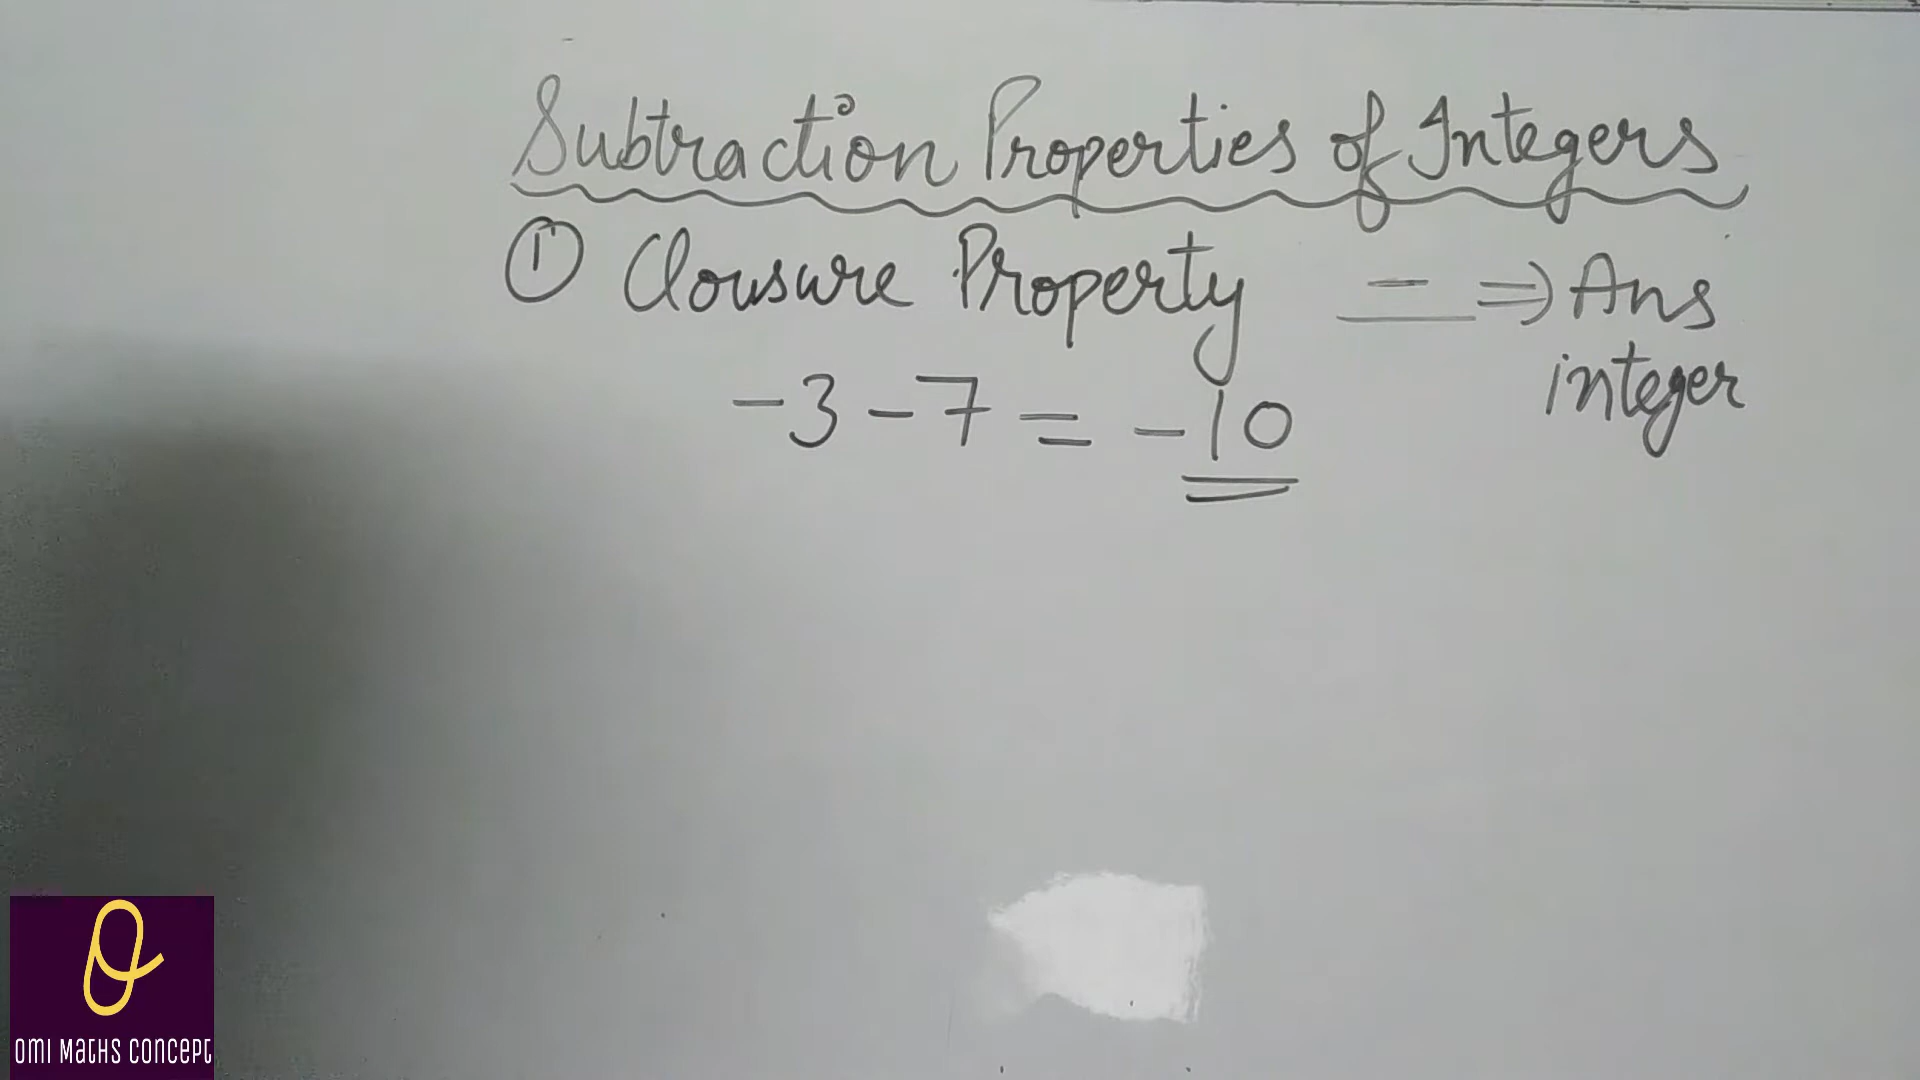 Subtraction Properties of Integers
① Clousure Property — ⇒ Ans
integer
-3-7 = -10
OMI MATHS CONCEPT